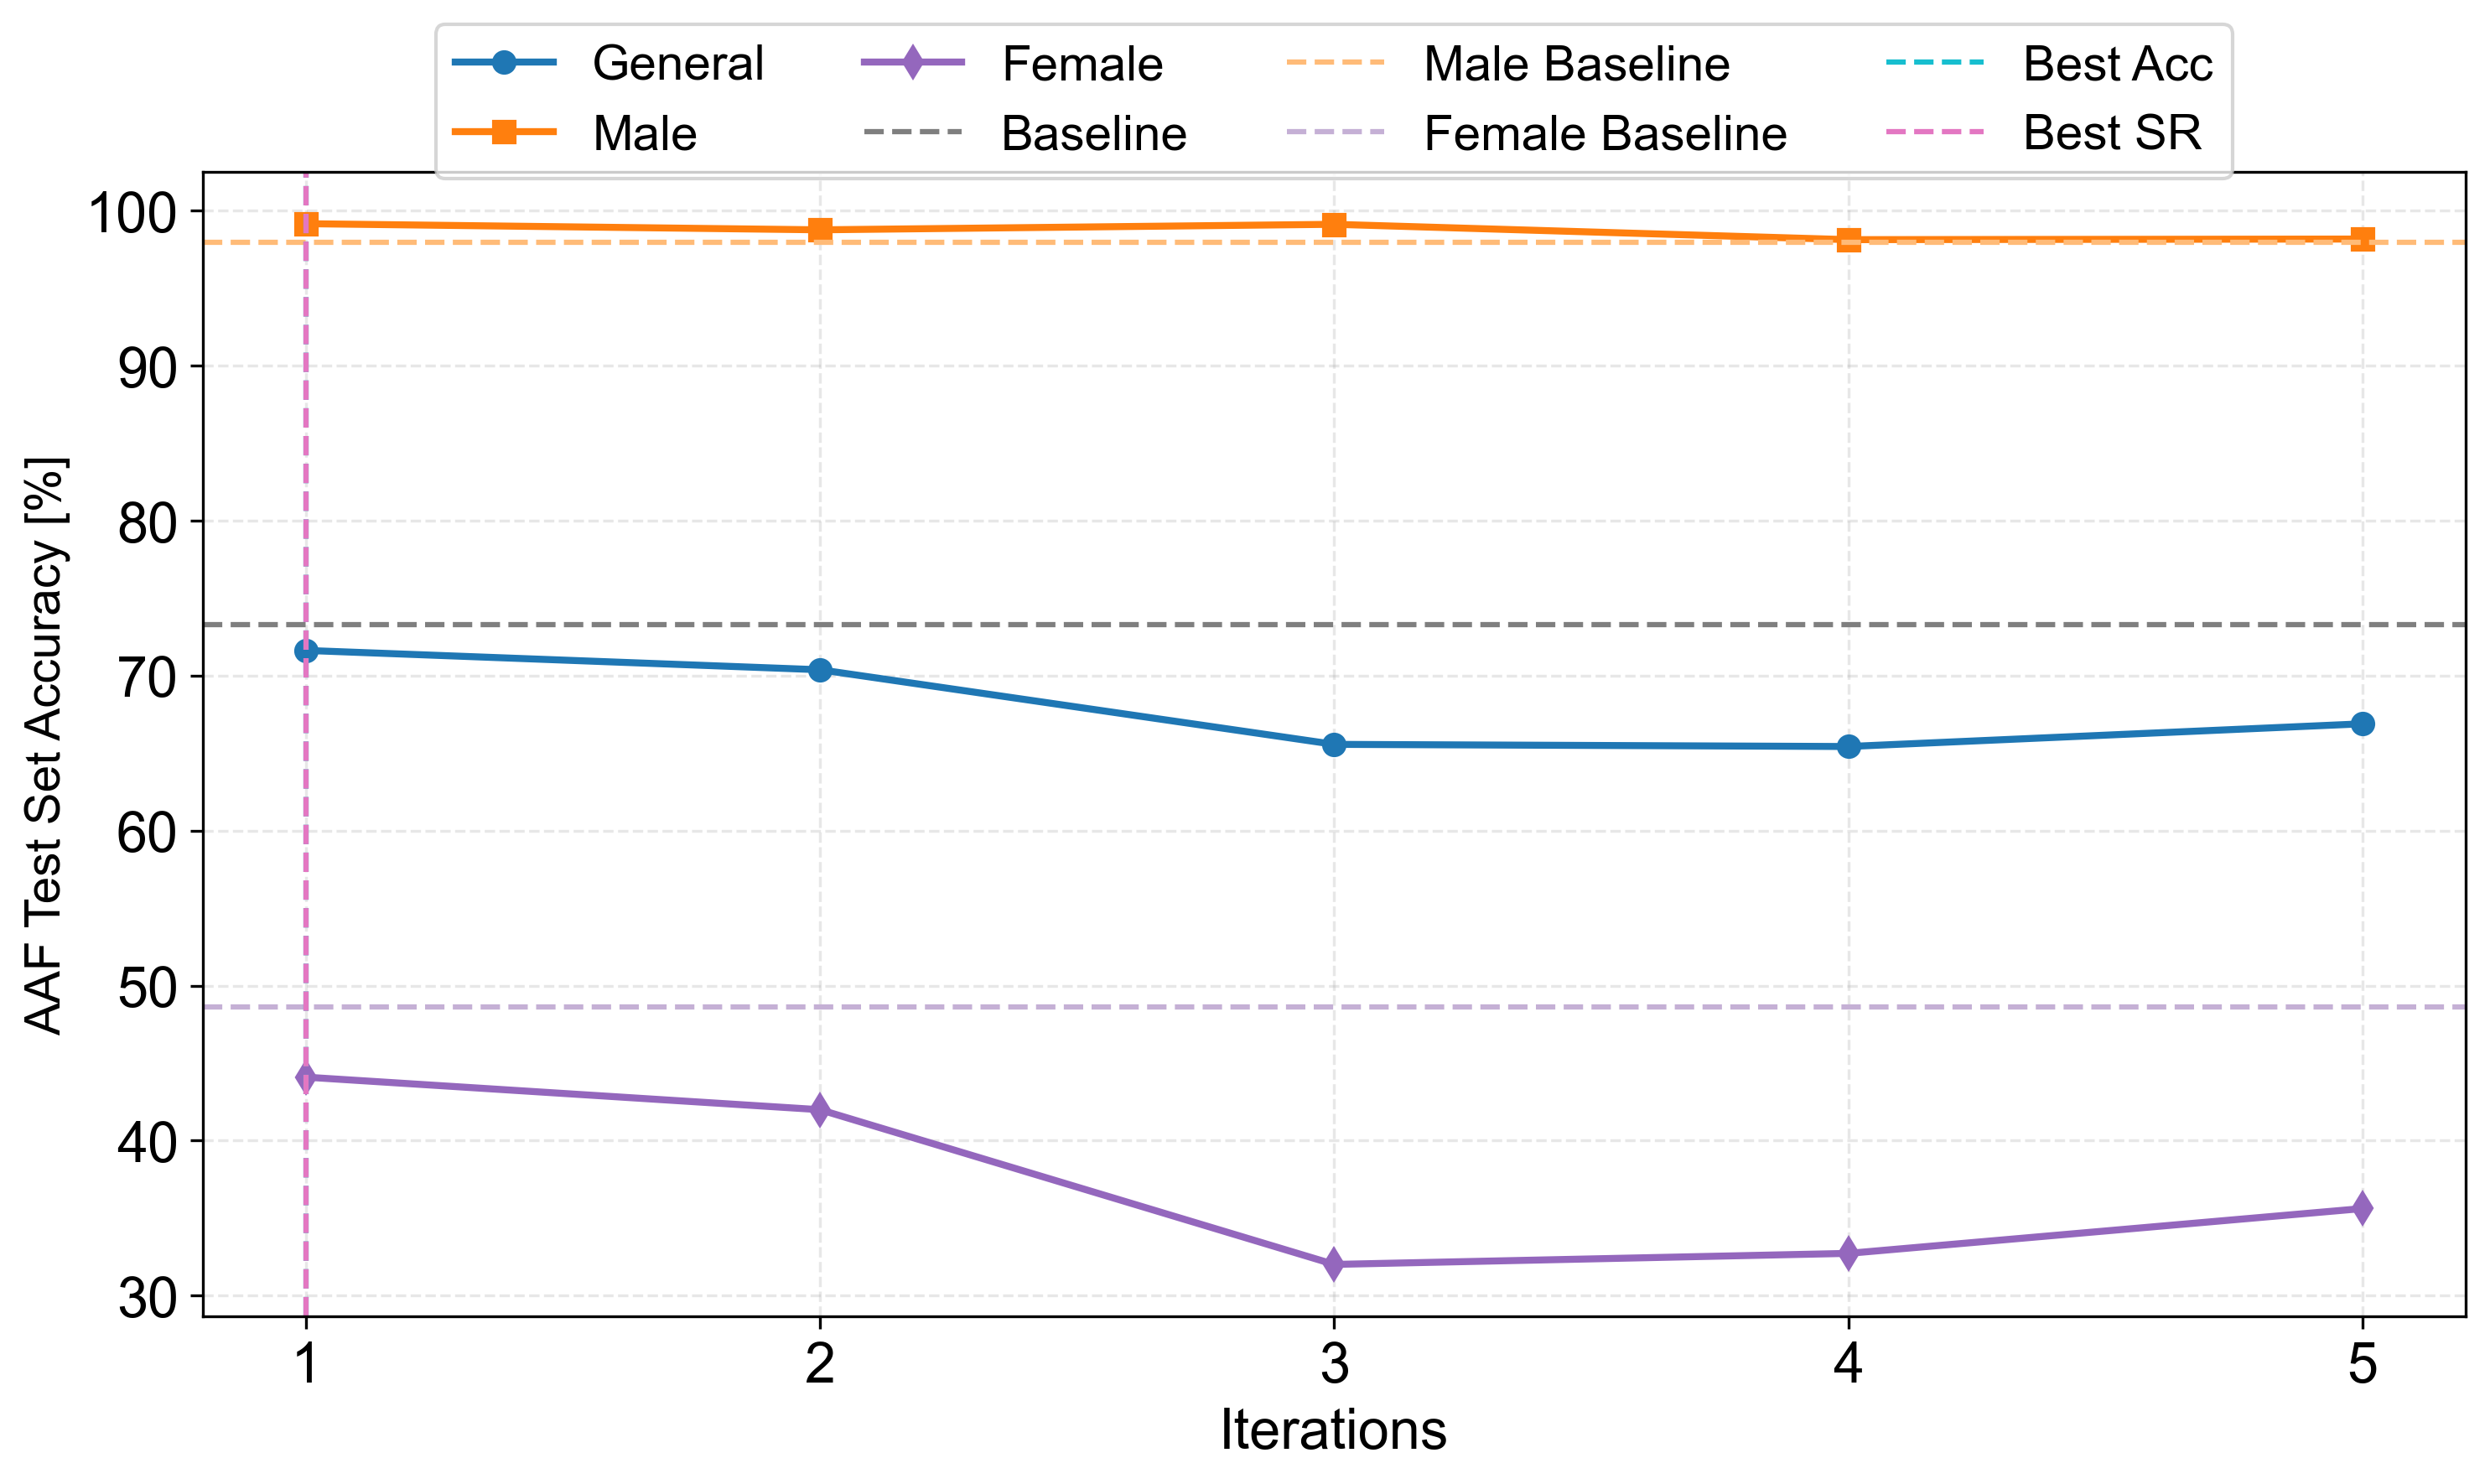 General
Male
Female
Baseline
Male Baseline
Female Baseline
Best Acc
Best SR
AAF Test Set Accuracy [%]
100
90
80
70
60
50
40
30
1 2 3 4 5
Iterations